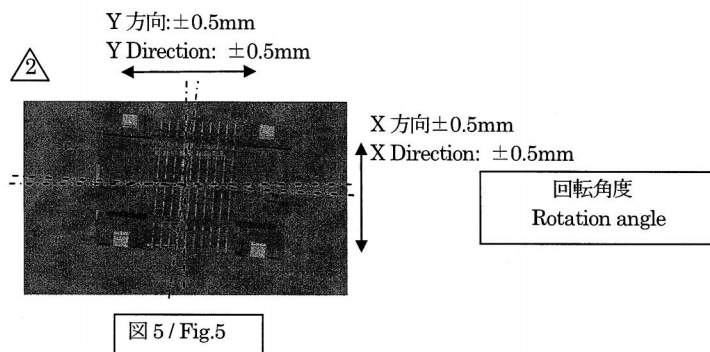 Y 方向:±0.5mm
Y Direction: ±0.5mm
2
X 方向±0.5mm
X Direction: ±0.5mm
回転角度
Rotation angle
図 5 / Fig.5